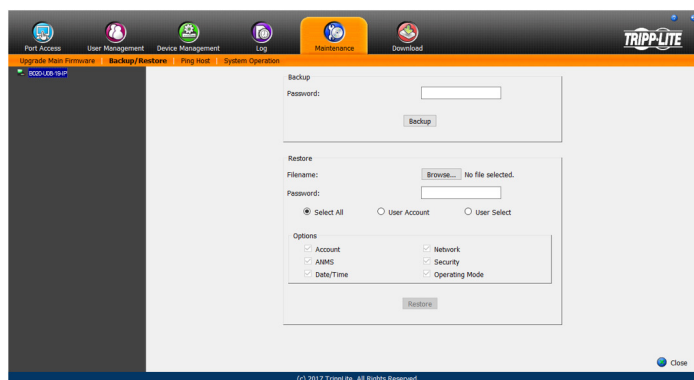 Port Access User Management Device Management Log Maintenance Download
TRIPP·LITE
Upgrade Main Firmware Backup/Restore Ping Host System Operation
B020-U08-19-IP
Backup
Password:
Backup
Restore
Filename: Browse... No file selected.
Password:
Select All User Account User Select
Options
Account Network
ANMS Security
Date/Time Operating Mode
Restore
Close
(c) 2017 TrippLite. All Rights Reserved.